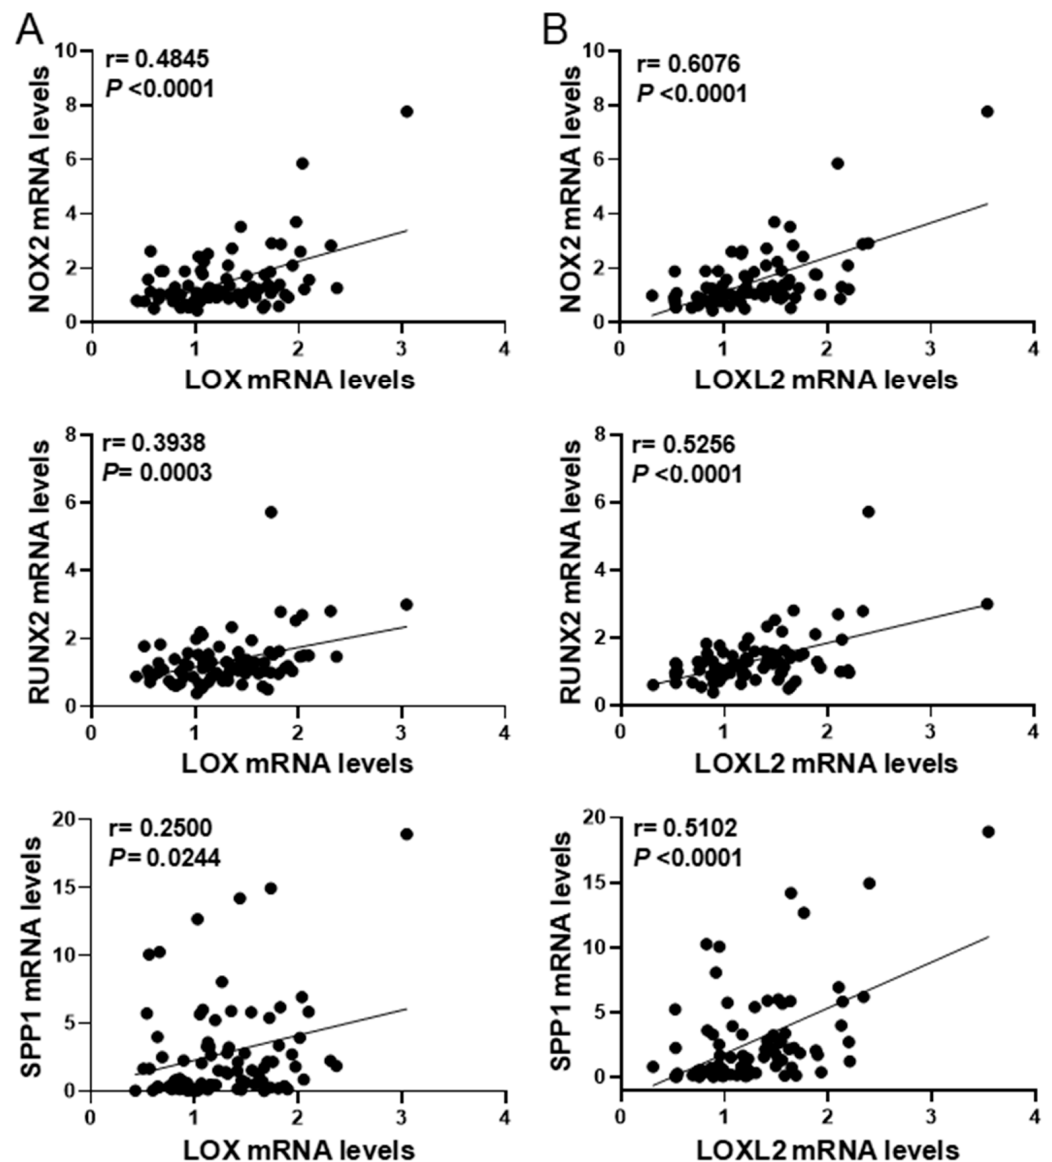 A
r= 0.4845
P <0.0001
NOX2 mRNA levels
10
8
6
4
2
0
0 1 2 3 4
LOX mRNA levels
B
r= 0.6076
P <0.0001
NOX2 mRNA levels
10
8
6
4
2
0
0 1 2 3 4
LOXL2 mRNA levels
r= 0.3938
P= 0.0003
RUNX2 mRNA levels
8
6
4
2
0
0 1 2 3 4
LOX mRNA levels
r= 0.5256
P <0.0001
RUNX2 mRNA levels
8
6
4
2
0
0 1 2 3 4
LOXL2 mRNA levels
r= 0.2500
P= 0.0244
SPP1 mRNA levels
20
15
10
5
0
0 1 2 3 4
LOX mRNA levels
r= 0.5102
P <0.0001
SPP1 mRNA levels
20
15
10
5
0
0 1 2 3 4
LOXL2 mRNA levels